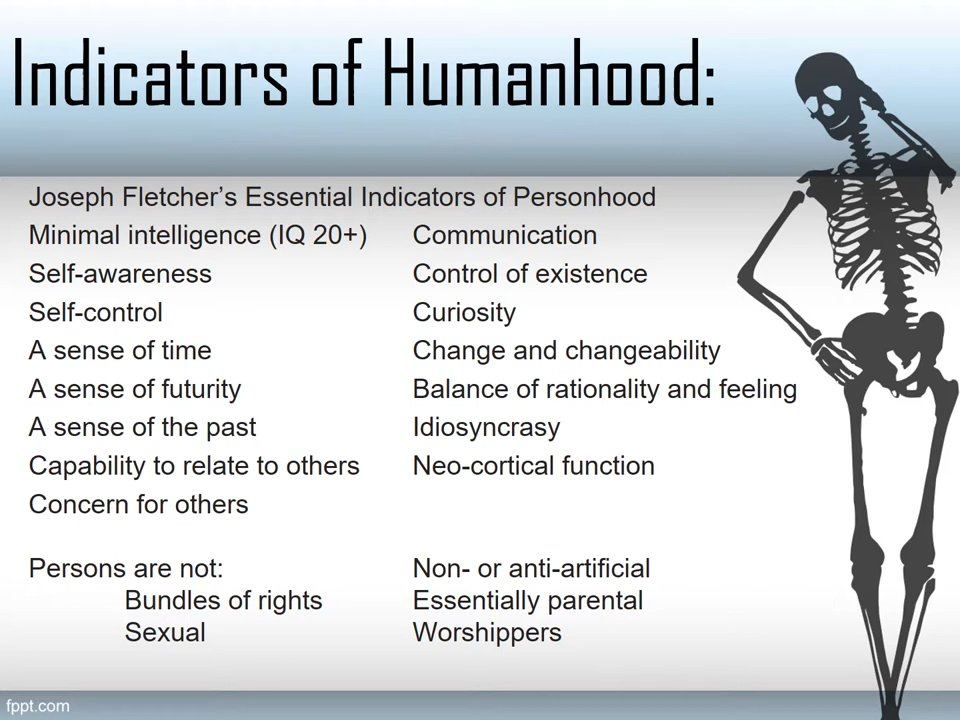 Indicators of Humanhood:
Joseph Fletcher’s Essential Indicators of Personhood
Minimal intelligence (IQ 20+) Communication
Self-awareness Control of existence
Self-control Curiosity
A sense of time Change and changeability
A sense of futurity Balance of rationality and feeling
A sense of the past Idiosyncrasy
Capability to relate to others Neo-cortical function
Concern for others
Persons are not: Non- or anti-artificial
Bundles of rights Essentially parental
Sexual Worshippers
fppt.com